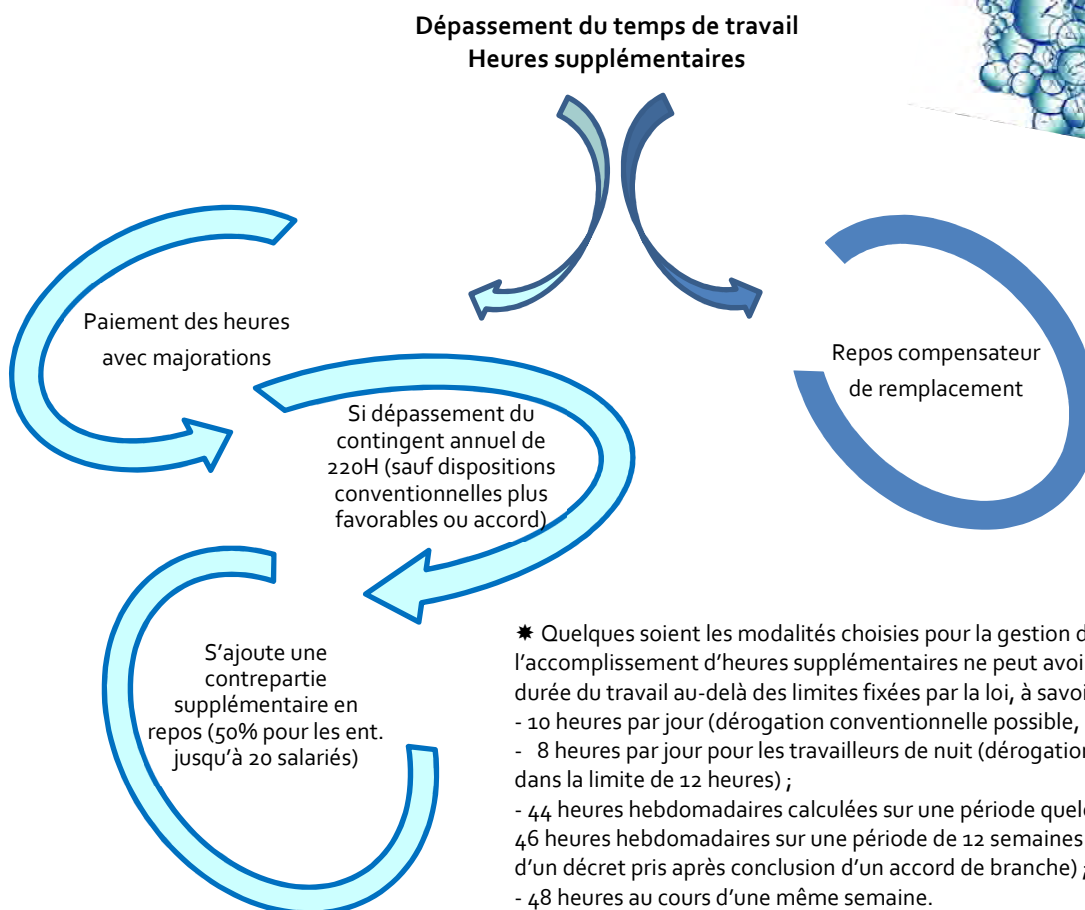 Dépassement du temps de travail
Heures supplémentaires
Paiement des heures
avec majorations
Repos compensateur
de remplacement
Si dépassement du
contingent annuel de
220H (sauf dispositions
conventionnelles plus
favorables ou accord)
S’ajoute une
contrepartie
supplémentaire en
repos (50% pour les ent.
jusqu’à 20 salariés)
✷ Quelques soient les modalités choisies pour la gestion
l’accomplissement d’heures supplémentaires ne peut
durée du travail au-delà des limites fixées par la loi, à
- 10 heures par jour (dérogation conventionnelle possible,
- 8 heures par jour pour les travailleurs de nuit (dérogation
dans la limite de 12 heures) ;
- 44 heures hebdomadaires calculées sur une période
46 heures hebdomadaires sur une période de 12 semaines
d’un décret pris après conclusion d’un accord de branche) ;
- 48 heures au cours d’une même semaine.